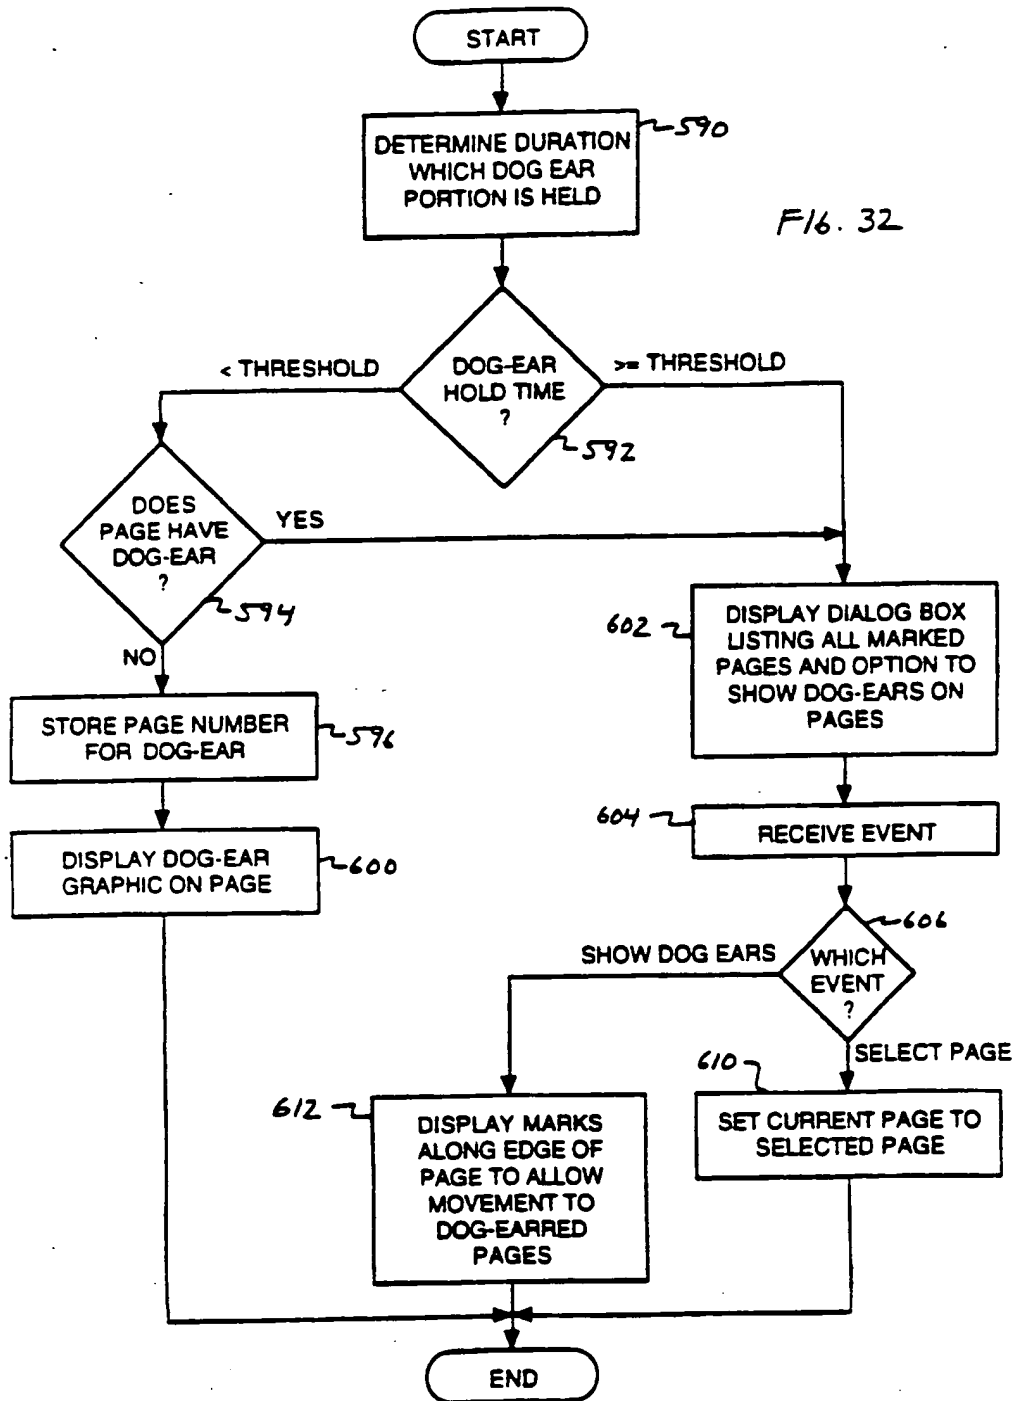 START
DETERMINE DURATION
WHICH DOG EAR
PORTION IS HELD
590
FIG. 32
< THRESHOLD
DOG-EAR
HOLD TIME
?
>= THRESHOLD
592
DOES
PAGE HAVE
DOG-EAR
?
YES
594
NO
602
DISPLAY DIALOG BOX
LISTING ALL MARKED
PAGES AND OPTION TO
SHOW DOG-EARS ON
PAGES
STORE PAGE NUMBER
FOR DOG-EAR
596
604
RECEIVE EVENT
DISPLAY DOG-EAR
GRAPHIC ON PAGE
600
606
SHOW DOG EARS
WHICH
EVENT
?
SELECT PAGE
610
612
DISPLAY MARKS
ALONG EDGE OF
PAGE TO ALLOW
MOVEMENT TO
DOG-EARRED
PAGES
SET CURRENT PAGE TO
SELECTED PAGE
END